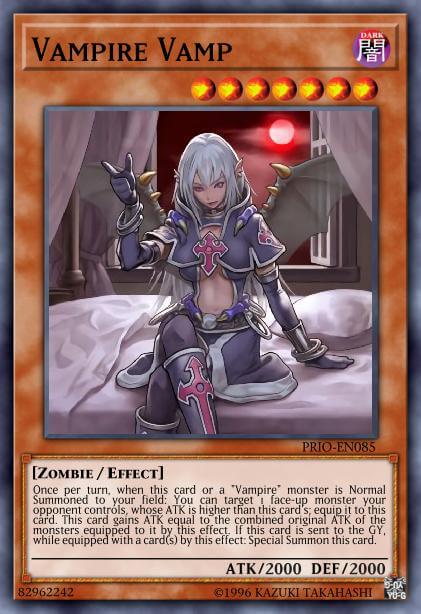 Vampire Vamp
DARK
闇
PRIO-EN085
[Zombie / Effect]
Once per turn, when this card or a "Vampire" monster is Normal
Summoned to your field: You can target 1 face-up monster your
opponent controls, whose ATK is higher than this card's; equip it to this
card. This card gains ATK equal to the combined original ATK of the
monsters equipped to it by this effect. If this card is sent to the GY,
while equipped with a card(s) by this effect: Special Summon this card.
ATK/2000 DEF/2000
82962242
©1996 KAZUKI TAKAHASHI